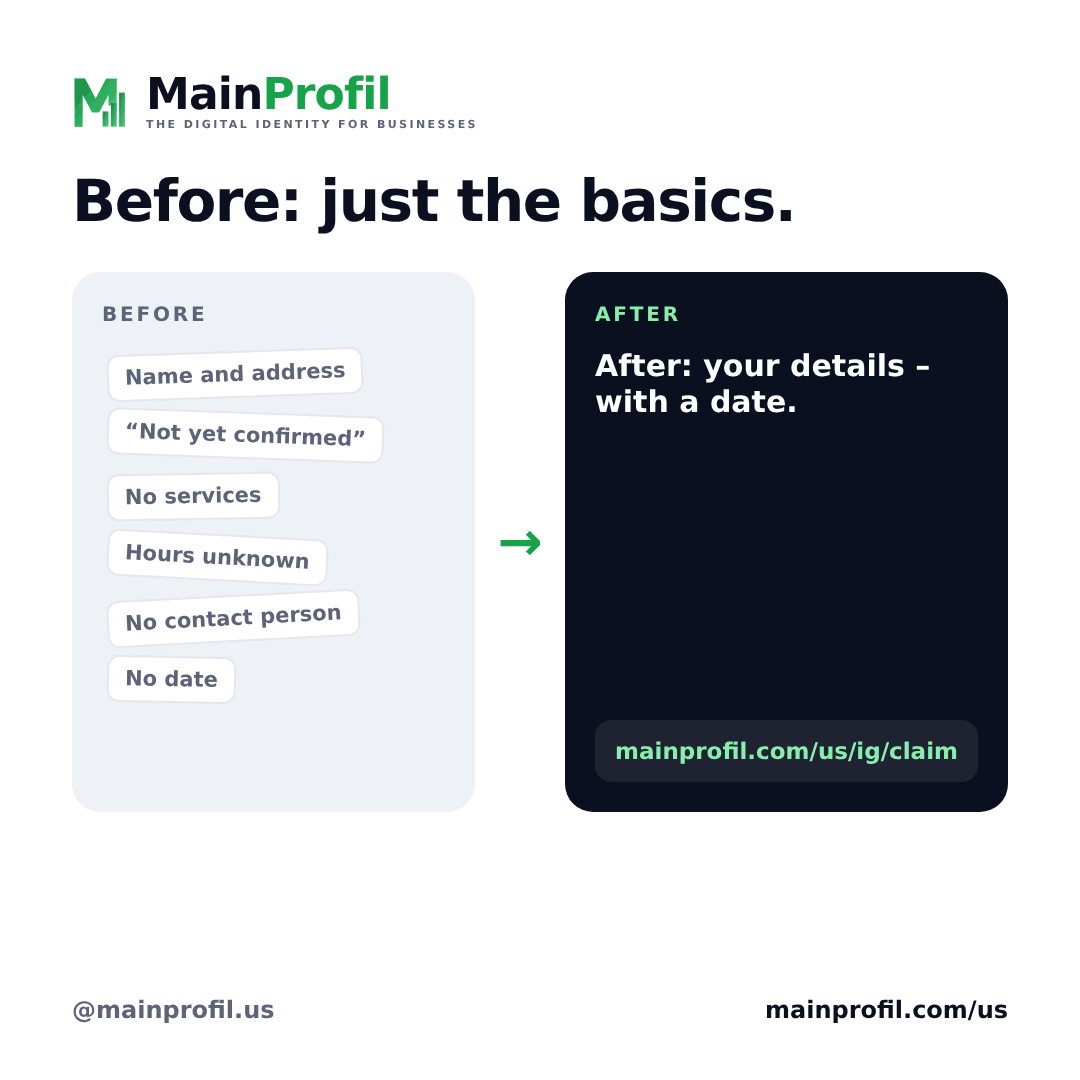 MainProfil
THE DIGITAL IDENTITY FOR BUSINESSES
Before: just the basics.
BEFORE
Name and address
“Not yet confirmed”
No services
Hours unknown
No contact person
No date
→
AFTER
After: your details –
with a date.
mainprofil.com/us/ig/claim
@mainprofil.us
mainprofil.com/us